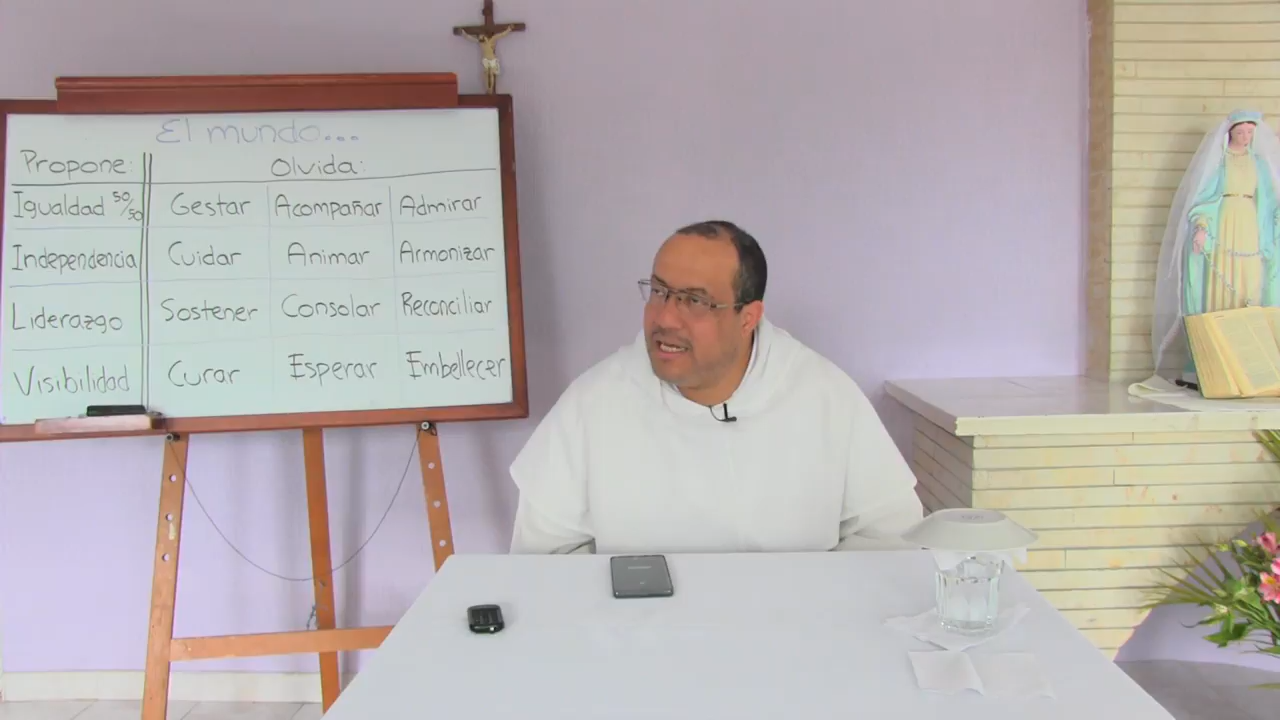 El mundo...
Propone: Olvida:
Igualdad 50/50 Gestar Acompañar Admirar
Independencia Cuidar Animar Armonizar
Liderazgo Sostener Consolar Reconciliar
Visibilidad Curar Esperar Embellecer